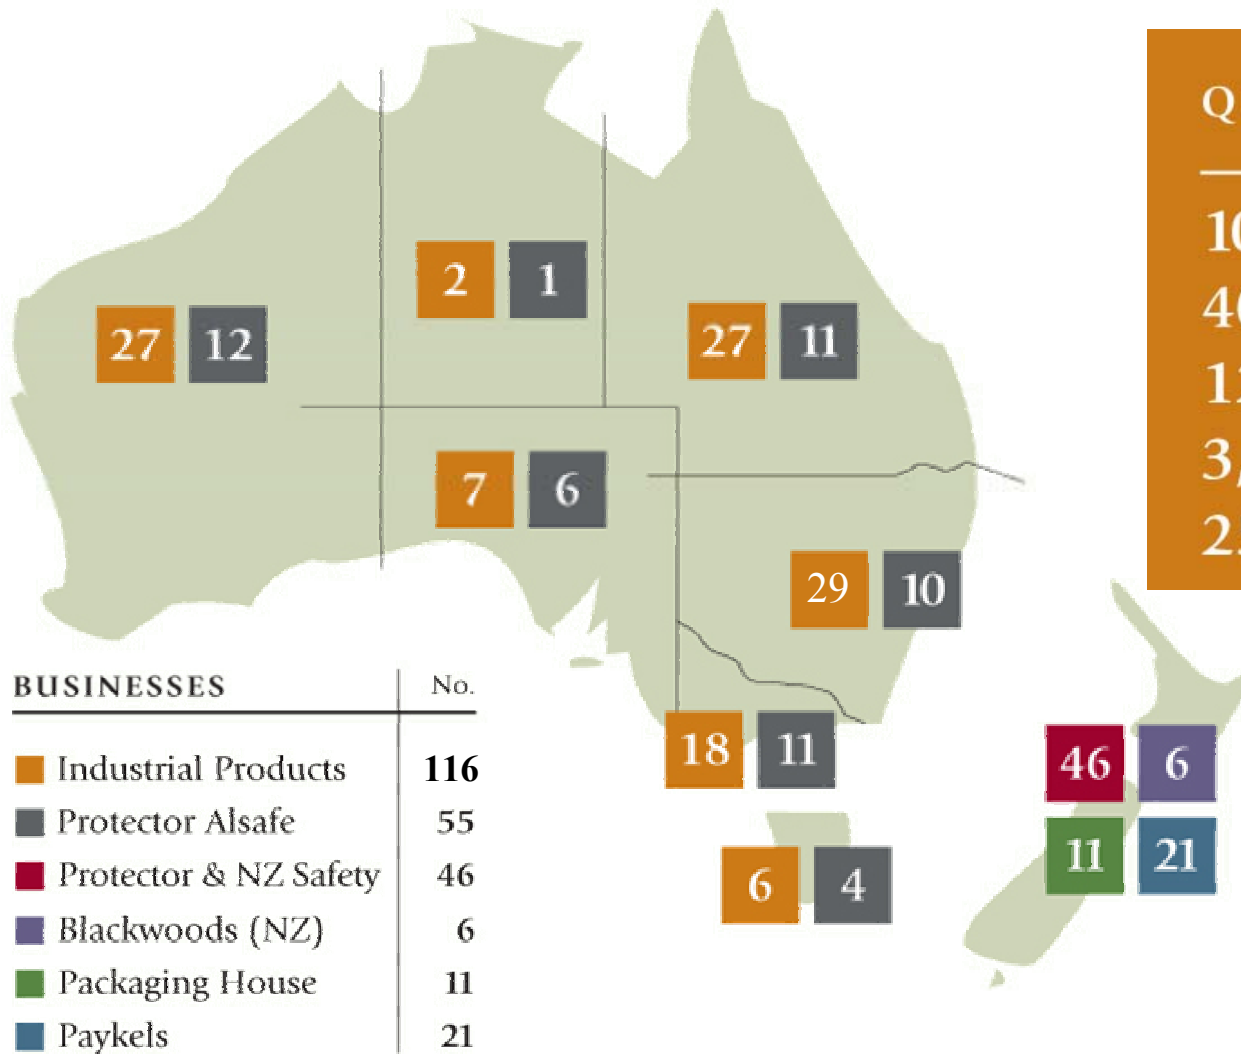 Q
2 1
27 12
27 11
7 6
29 10
18 11
46 6
11 21
6 4
BUSINESSES No.
Industrial Products 116
Protector Alsafe 55
Protector & NZ Safety 46
Blackwoods (NZ) 6
Packaging House 11
Paykels 21